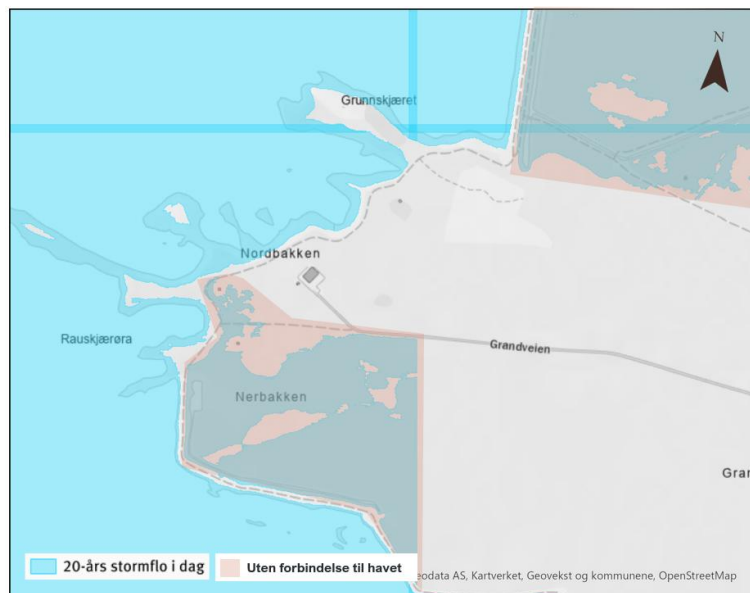 N
Grunnskjæret
Nordbakken
Rauskjærøra
Grandveien
Nerbakken
Gran
20-års stormflo i dag
Uten forbindelse til havet
eodata AS, Kartverket, Geovekst og kommunene, OpenStreetMap